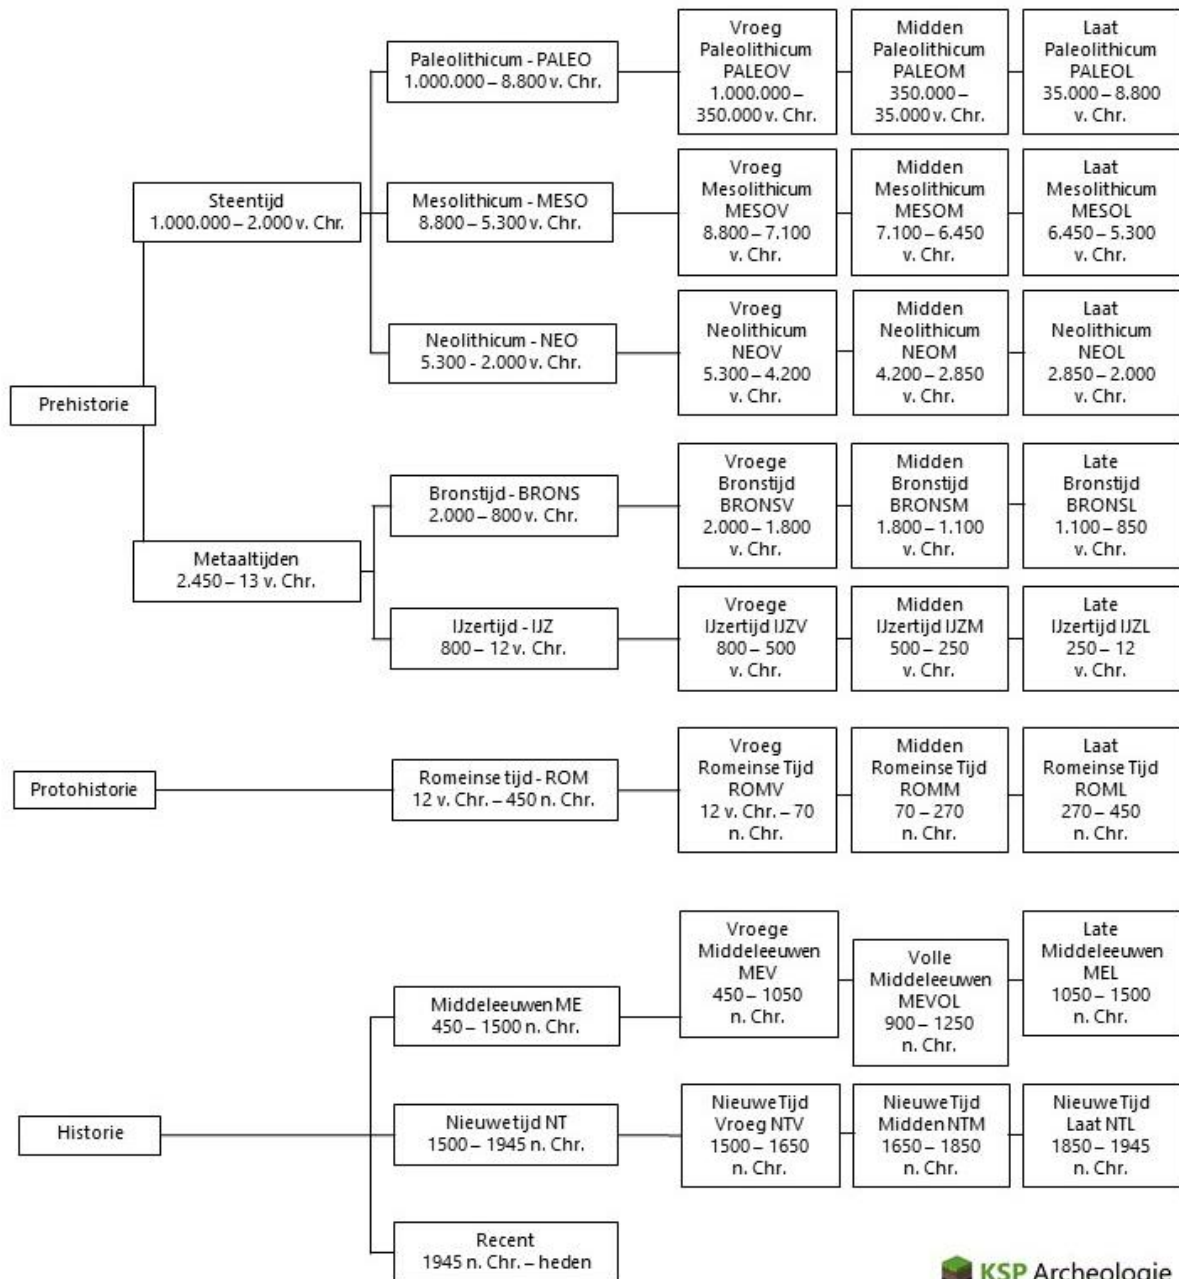 Paleolithicum - PALEO
1.000.000 – 8.800 v. Chr.
Vroeg
Paleolithicum
PALEOV
1.000.000 –
350.000 v. Chr.
Midden
Paleolithicum
PALEOM
350.000 –
35.000 v. Chr.
Laat
Paleolithicum
PALEOL
35.000 – 8.800
v. Chr.
Steentijd
1.000.000 – 2.000 v. Chr.
Mesolithicum - MESO
8.800 – 5.300 v. Chr.
Vroeg
Mesolithicum
MESOV
8.800 – 7.100
v. Chr.
Midden
Mesolithicum
MESOM
7.100 – 6.450
v. Chr.
Laat
Mesolithicum
MESOL
6.450 – 5.300
v. Chr.
Neolithicum - NEO
5.300 - 2.000 v. Chr.
Vroeg
Neolithicum
NEOV
5.300 – 4.200
v. Chr.
Midden
Neolithicum
NEOM
4.200 – 2.850
v. Chr.
Laat
Neolithicum
NEOL
2.850 – 2.000
v. Chr.
Prehistorie
Bronstijd - BRONS
2.000 – 800 v. Chr.
Vroege
Bronstijd
BRONSV
2.000 – 1.800
v. Chr.
Midden
Bronstijd
BRONSM
1.800 – 1.100
v. Chr.
Late
Bronstijd
BRONSL
1.100 – 850
v. Chr.
Metaaltijden
2.450 – 13 v. Chr.
IJzertijd - IJZ
800 – 12 v. Chr.
Vroege
IJzertijd IJZV
800 – 500
v. Chr.
Midden
IJzertijd IJZM
500 – 250
v. Chr.
Late
IJzertijd IJZL
250 – 12
v. Chr.
Protohistorie
Romeinse tijd - ROM
12 v. Chr. – 450 n. Chr.
Vroeg
Romeinse Tijd
ROMV
12 v. Chr. – 70
n. Chr.
Midden
Romeinse Tijd
ROMM
70 – 270
n. Chr.
Laat
Romeinse Tijd
ROML
270 – 450
n. Chr.
Middeleeuwen ME
450 – 1500 n. Chr.
Vroege
Middeleeuwen
MEV
450 – 1050
n. Chr.
Volle
Middeleeuwen
MEVOL
900 – 1250
n. Chr.
Late
Middeleeuwen
MEL
1050 – 1500
n. Chr.
Historie
Nieuwe tijd NT
1500 – 1945 n. Chr.
Nieuwe Tijd
Vroeg NTV
1500 – 1650
n. Chr.
Nieuwe Tijd
Midden NTM
1650 – 1850
n. Chr.
Nieuwe Tijd
Laat NTL
1850 – 1945
n. Chr.
Recent
1945 n. Chr. – heden
KSP Archeologie